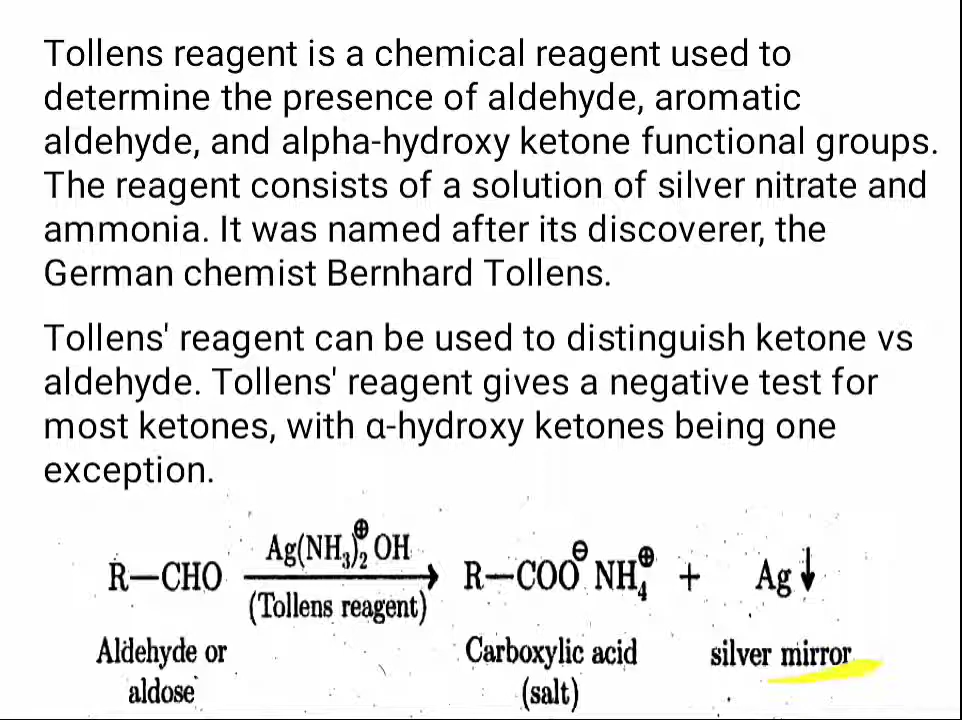 Tollens reagent is a chemical reagent used to
determine the presence of aldehyde, aromatic
aldehyde, and alpha-hydroxy ketone functional groups.
The reagent consists of a solution of silver nitrate and
ammonia. It was named after its discoverer, the
German chemist Bernhard Tollens.
Tollens' reagent can be used to distinguish ketone vs
aldehyde. Tollens' reagent gives a negative test for
most ketones, with α-hydroxy ketones being one
exception.
Ag(NH₃)₂⊕ OH
R—CHO → R—COO⊖ NH₄⊕ + Ag↓
(Tollens reagent)
Aldehyde or Carboxylic acid silver mirror
aldose (salt)